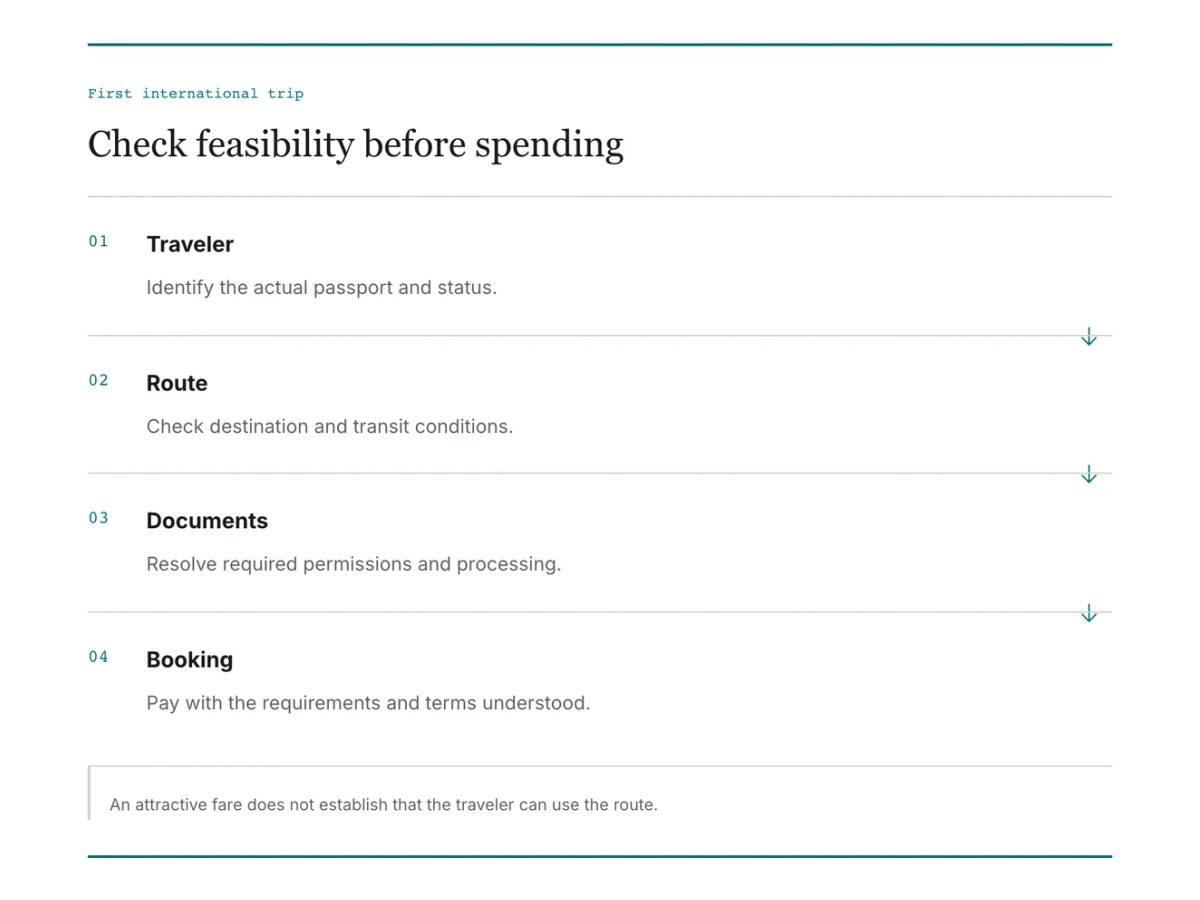 First international trip
Check feasibility before spending
01
Traveler
Identify the actual passport and status.
02
Route
Check destination and transit conditions.
03
Documents
Resolve required permissions and processing.
04
Booking
Pay with the requirements and terms understood.
An attractive fare does not establish that the traveler can use the route.